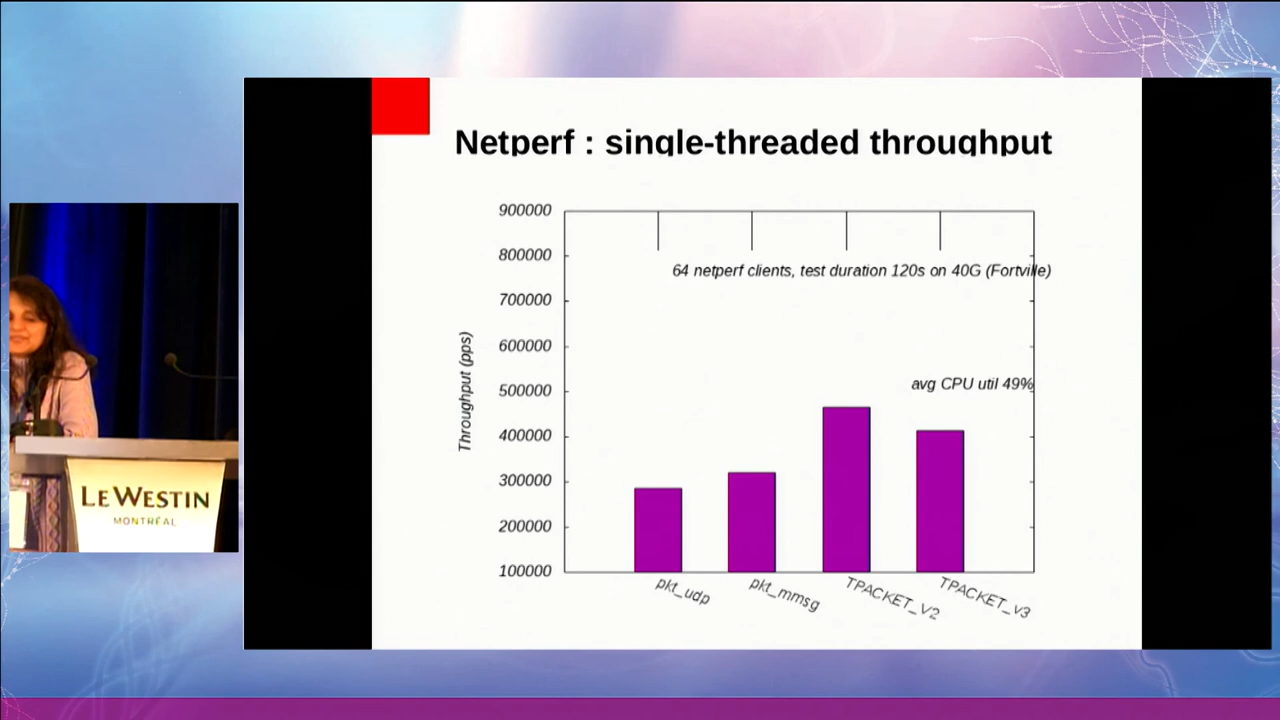 Netperf : single-threaded throughput
900000
800000
64 netperf clients, test duration 120s on 40G (Fortville)
700000
600000
Throughput (pps)
avg CPU util 49%
500000
400000
300000
200000
100000
pkt_udp
pkt_mmsg
TPACKET_V2
TPACKET_v3
LE WESTIN
MONTRÉAL